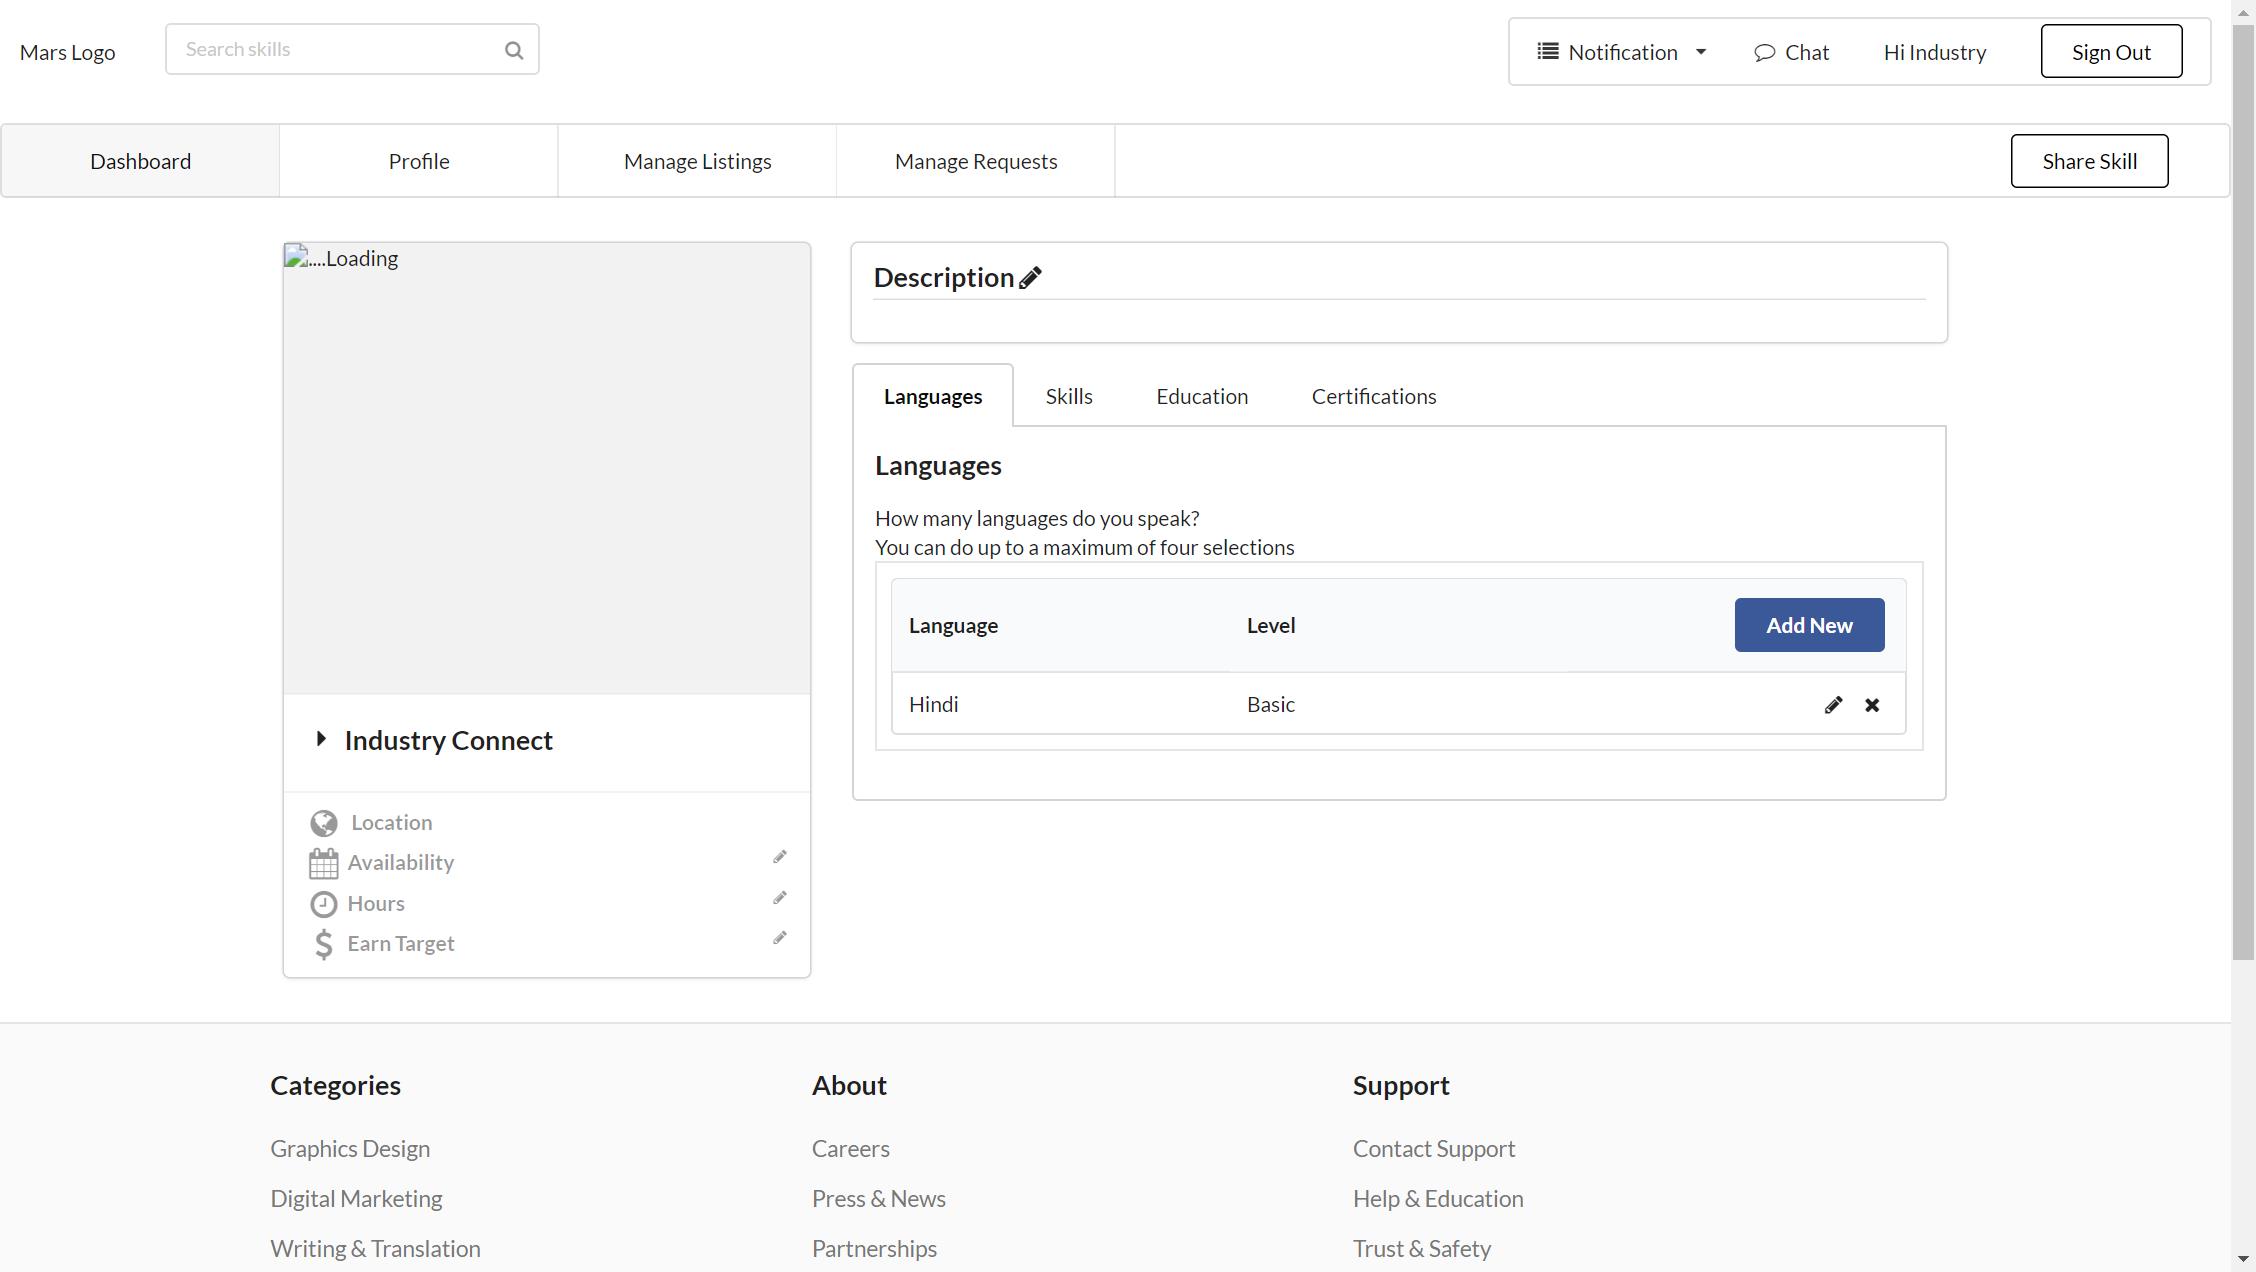 Mars Logo
Search skills
Notification
Chat
Hi Industry
Sign Out
Dashboard
Profile
Manage Listings
Manage Requests
Share Skill
....Loading
Industry Connect
Location
Availability
Hours
Earn Target
Description
Languages
Skills
Education
Certifications
Languages
How many languages do you speak?
You can do up to a maximum of four selections
Language
Level
Add New
Hindi
Basic
Categories
Graphics Design
Digital Marketing
Writing & Translation
About
Careers
Press & News
Partnerships
Support
Contact Support
Help & Education
Trust & Safety